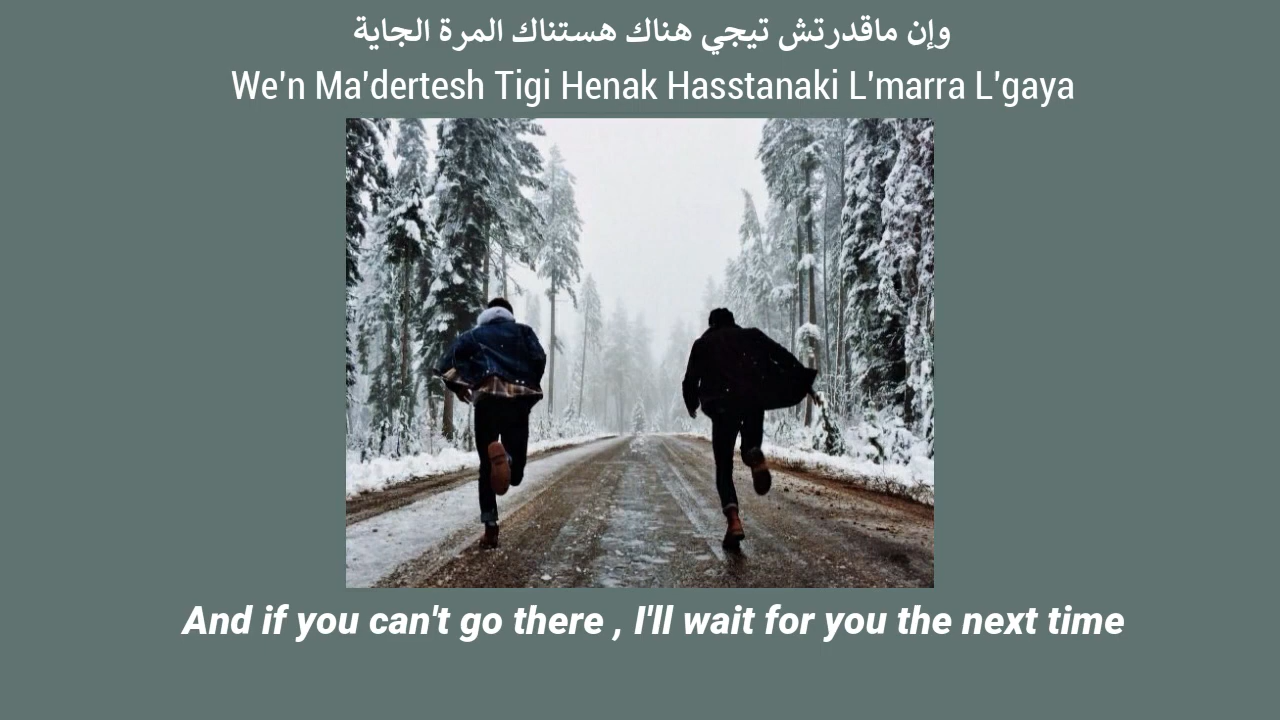 وإن ماقدرتش تيجي هناك هستناك المرة الجاية
We'n Ma'dertesh Tigi Henak Hasstanaki L'marra L'gaya
And if you can't go there , I'll wait for you the next time